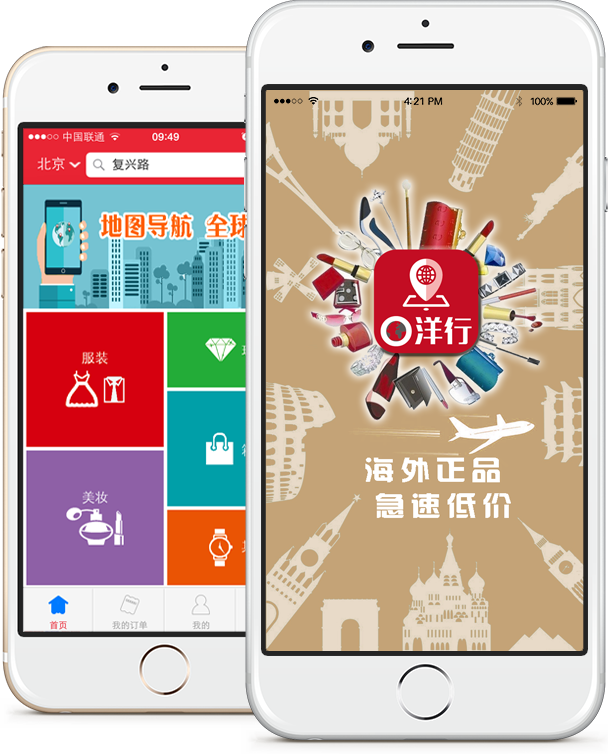 中国联通
09:49
北京
复兴路
地图导航 全球
服装
美妆
首页
我的订单
我的
4:21 PM
100%
O洋行
海外正品
急速低价